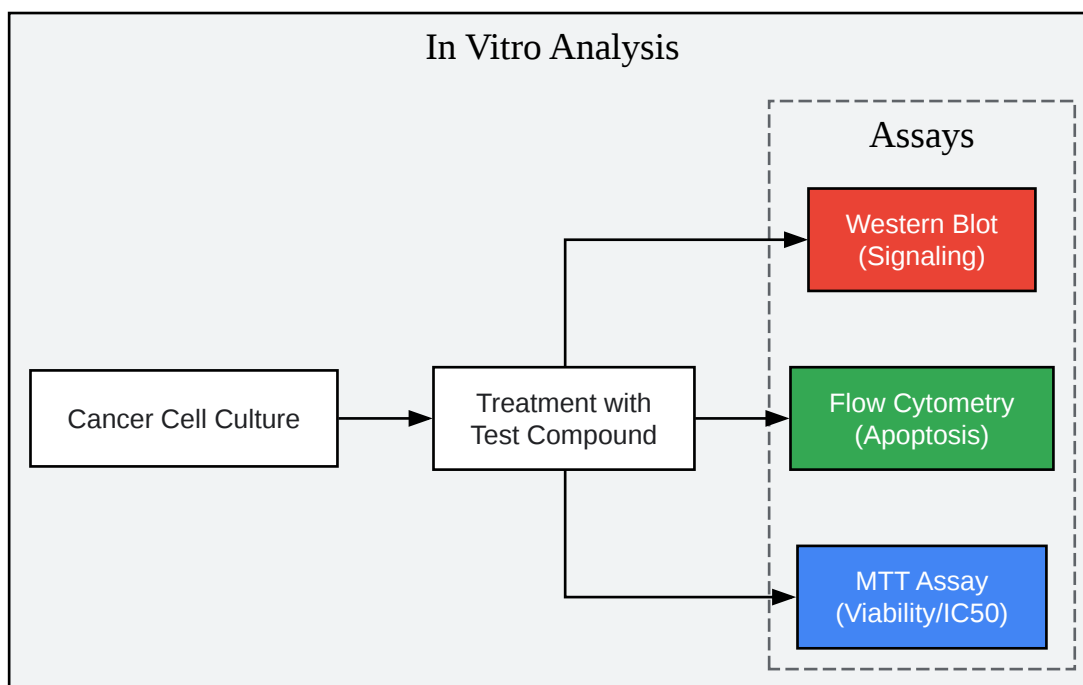 In Vitro Analysis
Assays
Western Blot
(Signaling)
Cancer Cell Culture
Treatment with
Test Compound
Flow Cytometry
(Apoptosis)
MTT Assay
(Viability/IC50)